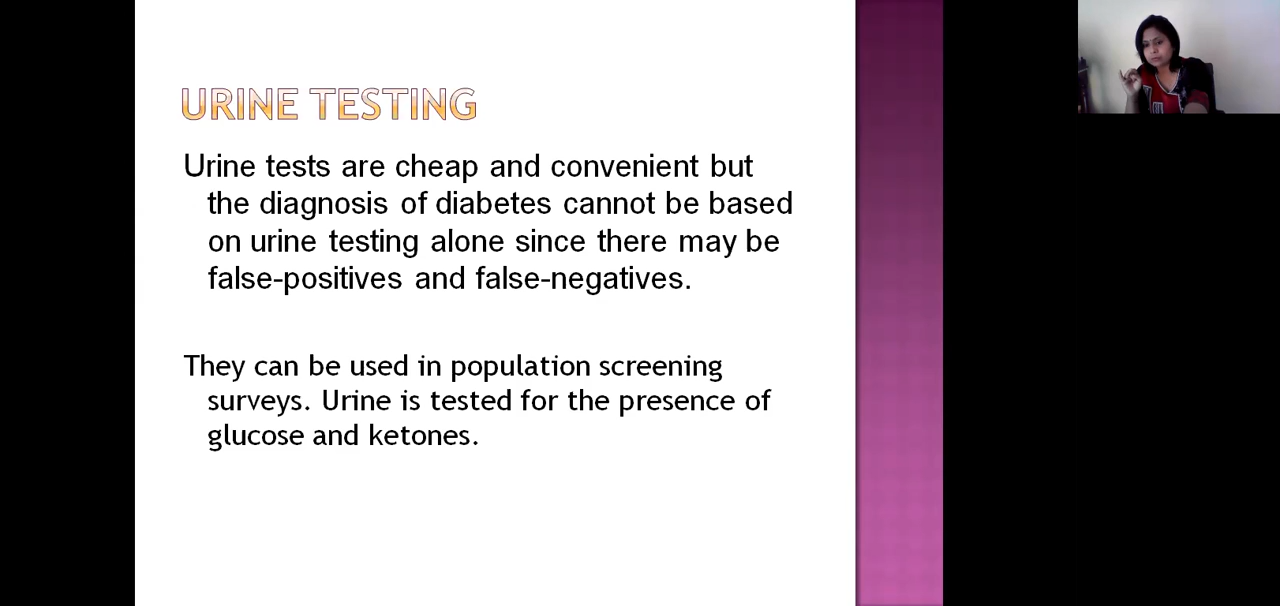 URINE TESTING
Urine tests are cheap and convenient but
the diagnosis of diabetes cannot be based
on urine testing alone since there may be
false-positives and false-negatives.
They can be used in population screening
surveys. Urine is tested for the presence of
glucose and ketones.